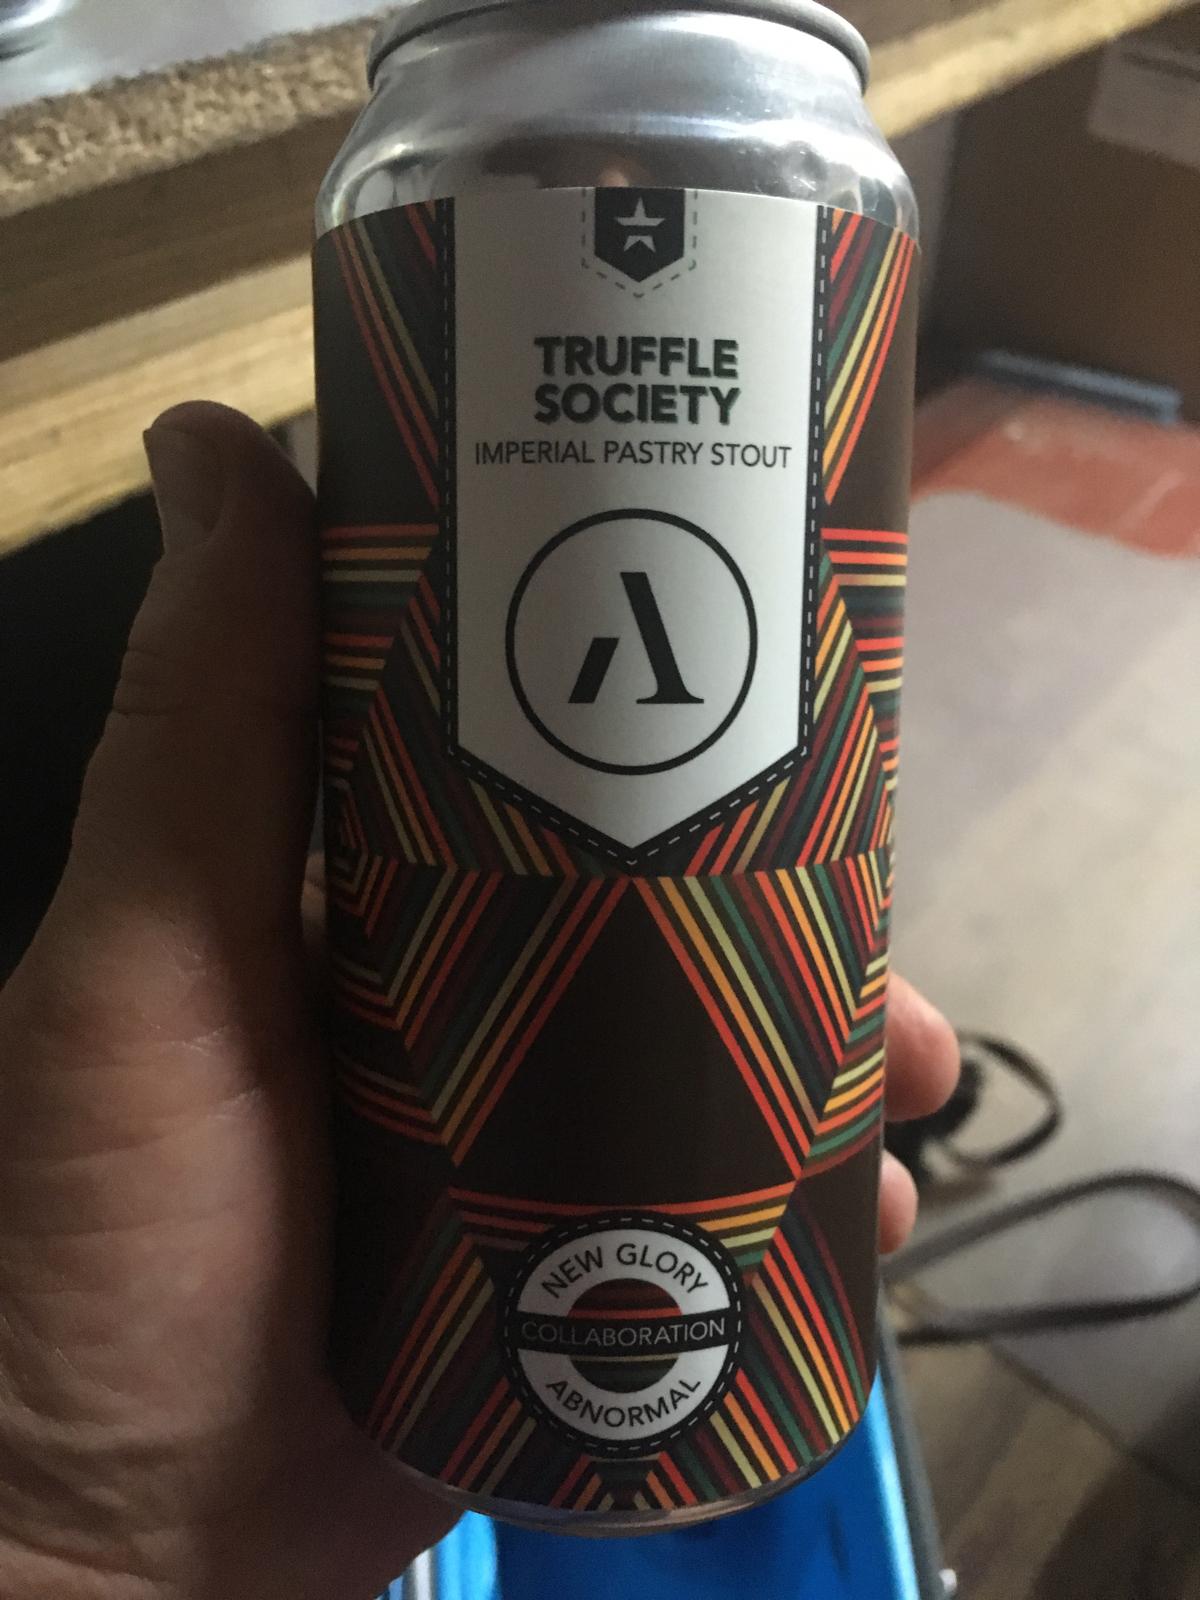 TRUFFLE
SOCIETY
IMPERIAL PASTRY STOUT
A
NEW GLORY
COLLABORATION
ABNORMAL